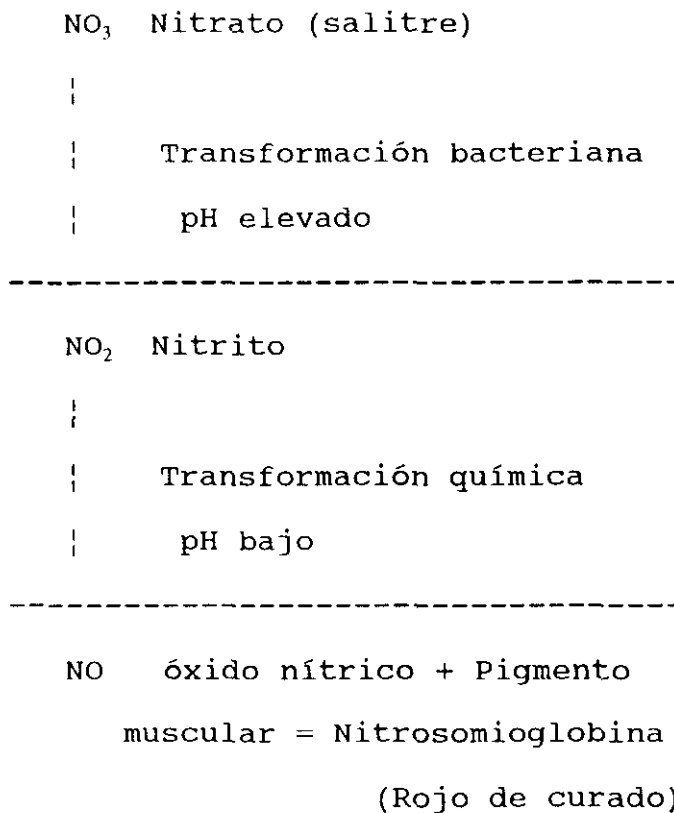 NO₃ Nitrato (salitre)
Transformación bacteriana
pH elevado
NO₂ Nitrito
Transformación química
pH bajo
NO óxido nítrico + Pigmento
muscular = Nitrosomioglobina
(Rojo de curado)